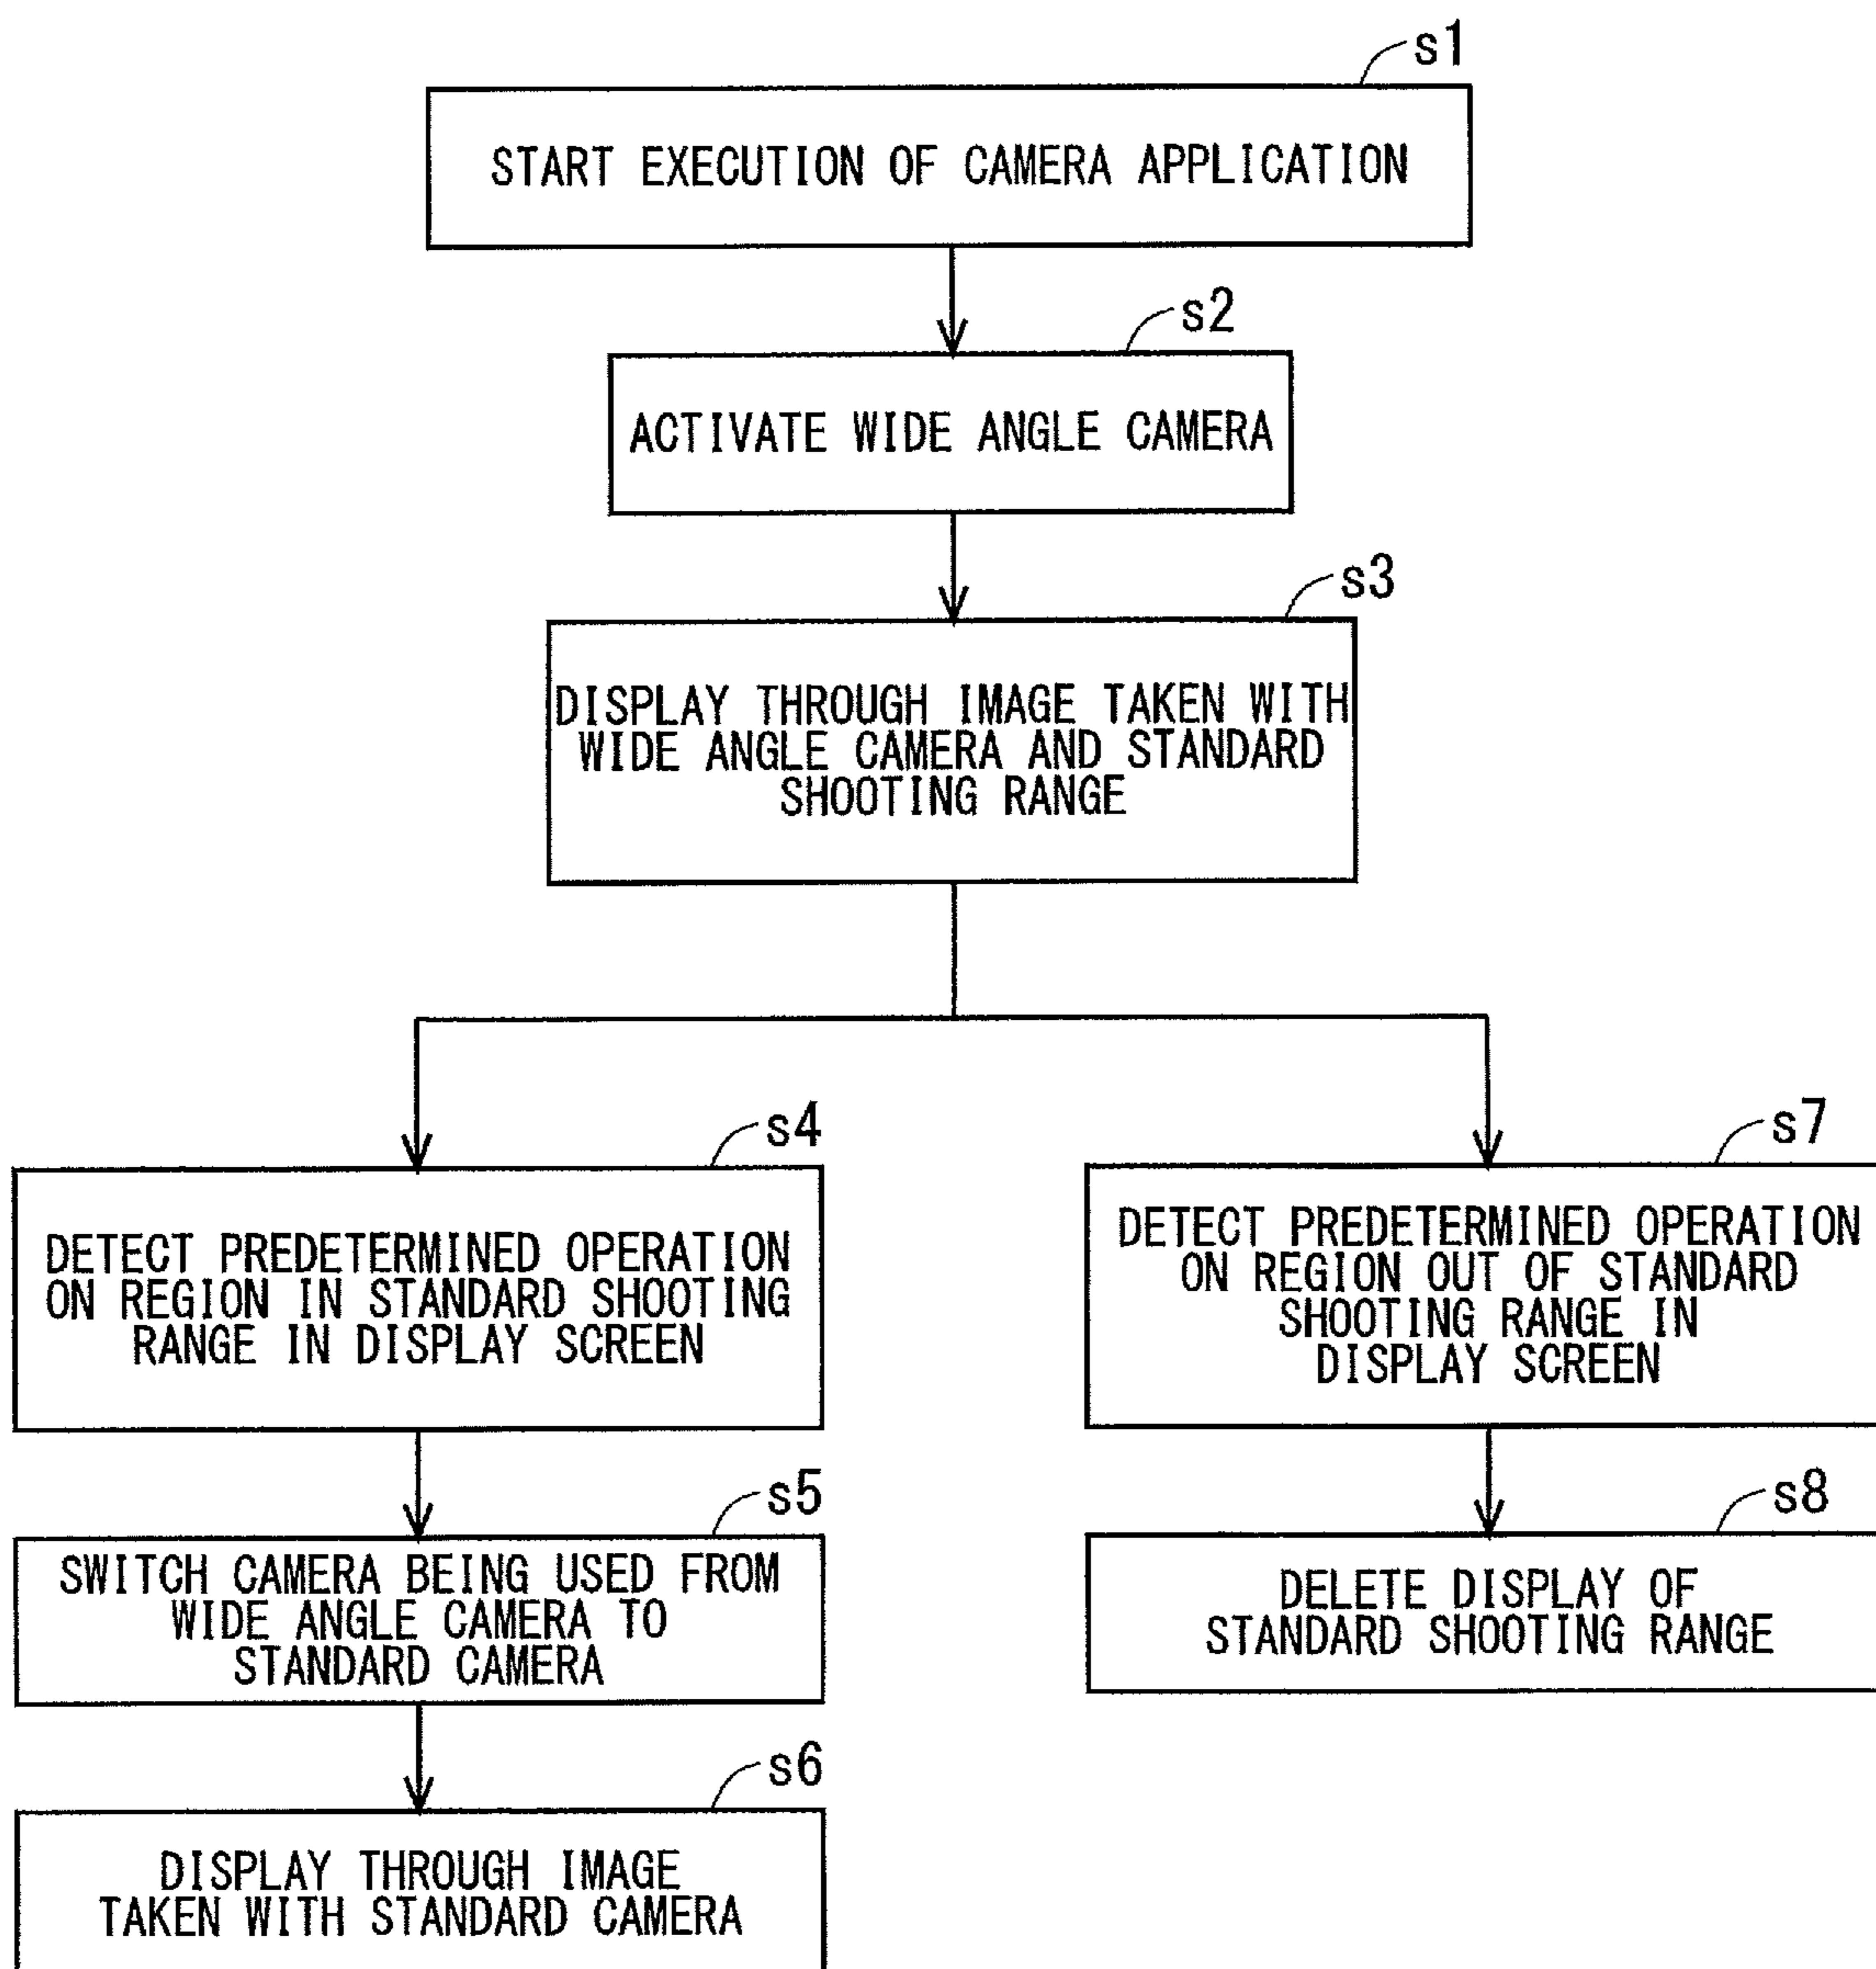 s1
START EXECUTION OF CAMERA APPLICATION
s2
ACTIVATE WIDE ANGLE CAMERA
s3
DISPLAY THROUGH IMAGE TAKEN WITH
WIDE ANGLE CAMERA AND STANDARD
SHOOTING RANGE
s4
DETECT PREDETERMINED OPERATION
ON REGION IN STANDARD SHOOTING
RANGE IN DISPLAY SCREEN
s5
SWITCH CAMERA BEING USED FROM
WIDE ANGLE CAMERA TO
STANDARD CAMERA
s6
DISPLAY THROUGH IMAGE
TAKEN WITH STANDARD CAMERA
s7
DETECT PREDETERMINED OPERATION
ON REGION OUT OF STANDARD
SHOOTING RANGE IN
DISPLAY SCREEN
s8
DELETE DISPLAY OF
STANDARD SHOOTING RANGE